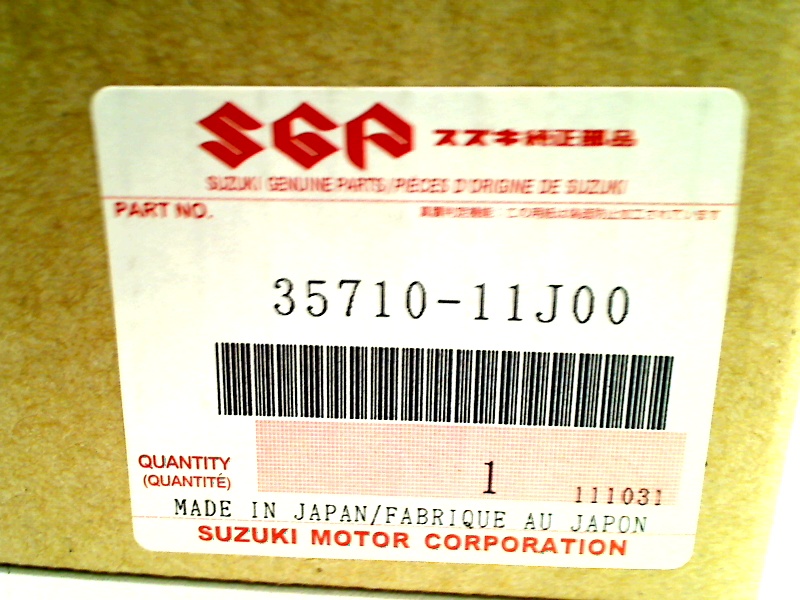 SGP スズキ純正部品
SUZUKI GENUINE PARTS/PIÈCES D'ORIGINE DE SUZUKI
PART NO.
35710-11J00
QUANTITY 1 111031
(QUANTITÉ)
MADE IN JAPAN/FABRIQUE AU JAPON
SUZUKI MOTOR CORPORATION